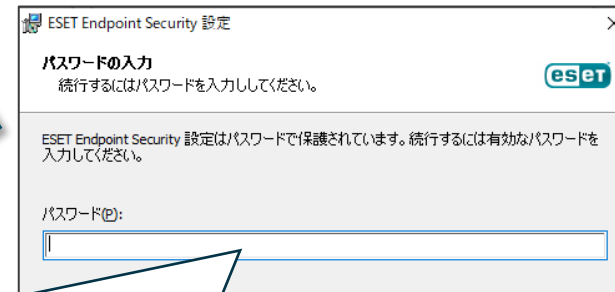 ESET Endpoint Security 設定
パスワードの入力
続行するにはパスワードを入力ししてください。
eset
ESET Endpoint Security 設定はパスワードで保護されています。続行するには有効なパスワードを
入力してください。
パスワード(P):